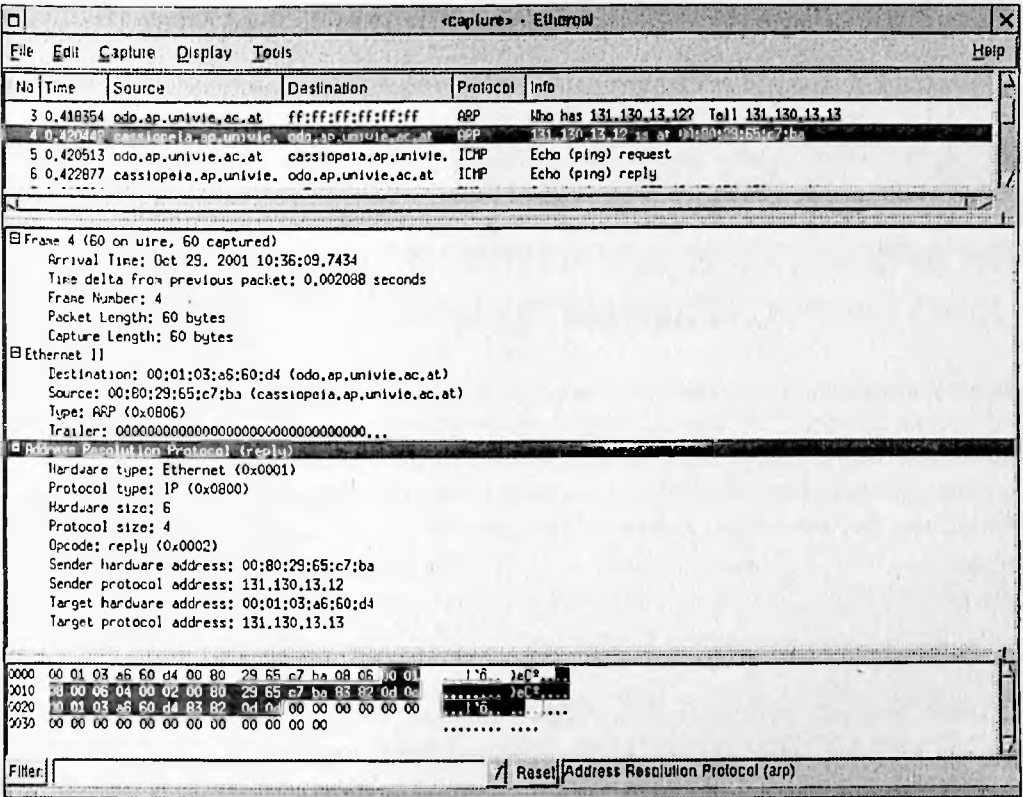 <capture> - Ethereal
File Edit Capture Display Tools Help
No Time Source Destination Protocol Info
3 0,418354 odo.ap.univie.ac.at ff:ff:ff:ff:ff:ff ARP Who has 131.130.13.12? Tell 131.130.13.13
4 0,420442 cassiopeia.ap.univie. odo.ap.univie.ac.at ARP 131.130.13.12 is at 00:80:29:65:c7:ba
5 0,420513 odo.ap.univie.ac.at cassiopeia.ap.univie. ICMP Echo (ping) request
6 0,422877 cassiopeia.ap.univie. odo.ap.univie.ac.at ICMP Echo (ping) reply
Frame 4 (60 on wire, 60 captured)
Arrival Time: Oct 29, 2001 10:36:09.7434
Time delta from previous packet: 0,002088 seconds
Frame Number: 4
Packet Length: 60 bytes
Capture Length: 60 bytes
Ethernet II
Destination: 00:01:03:a6:60:d4 (odo.ap.univie.ac.at)
Source: 00:80:29:65:c7:ba (cassiopeia.ap.univie.ac.at)
Type: ARP (0x0806)
Trailer: 000000000000000000000000000000...
Address Resolution Protocol (reply)
Hardware type: Ethernet (0x0001)
Protocol type: IP (0x0800)
Hardware size: 6
Protocol size: 4
Opcode: reply (0x0002)
Sender hardware address: 00:80:29:65:c7:ba
Sender protocol address: 131.130.13.12
Target hardware address: 00:01:03:a6:60:d4
Target protocol address: 131.130.13.13
0000 00 01 03 a6 60 d4 00 80 29 65 c7 ba 08 06 00 01
0010 08 00 06 04 00 02 00 80 29 65 c7 ba 83 82 0d 0c
0020 00 01 03 a6 60 d4 83 82 0d 0d 00 00 00 00 00 00
0030 00 00 00 00 00 00 00 00 00 00 00 00
Filter: Reset Address Resolution Protocol (arp)